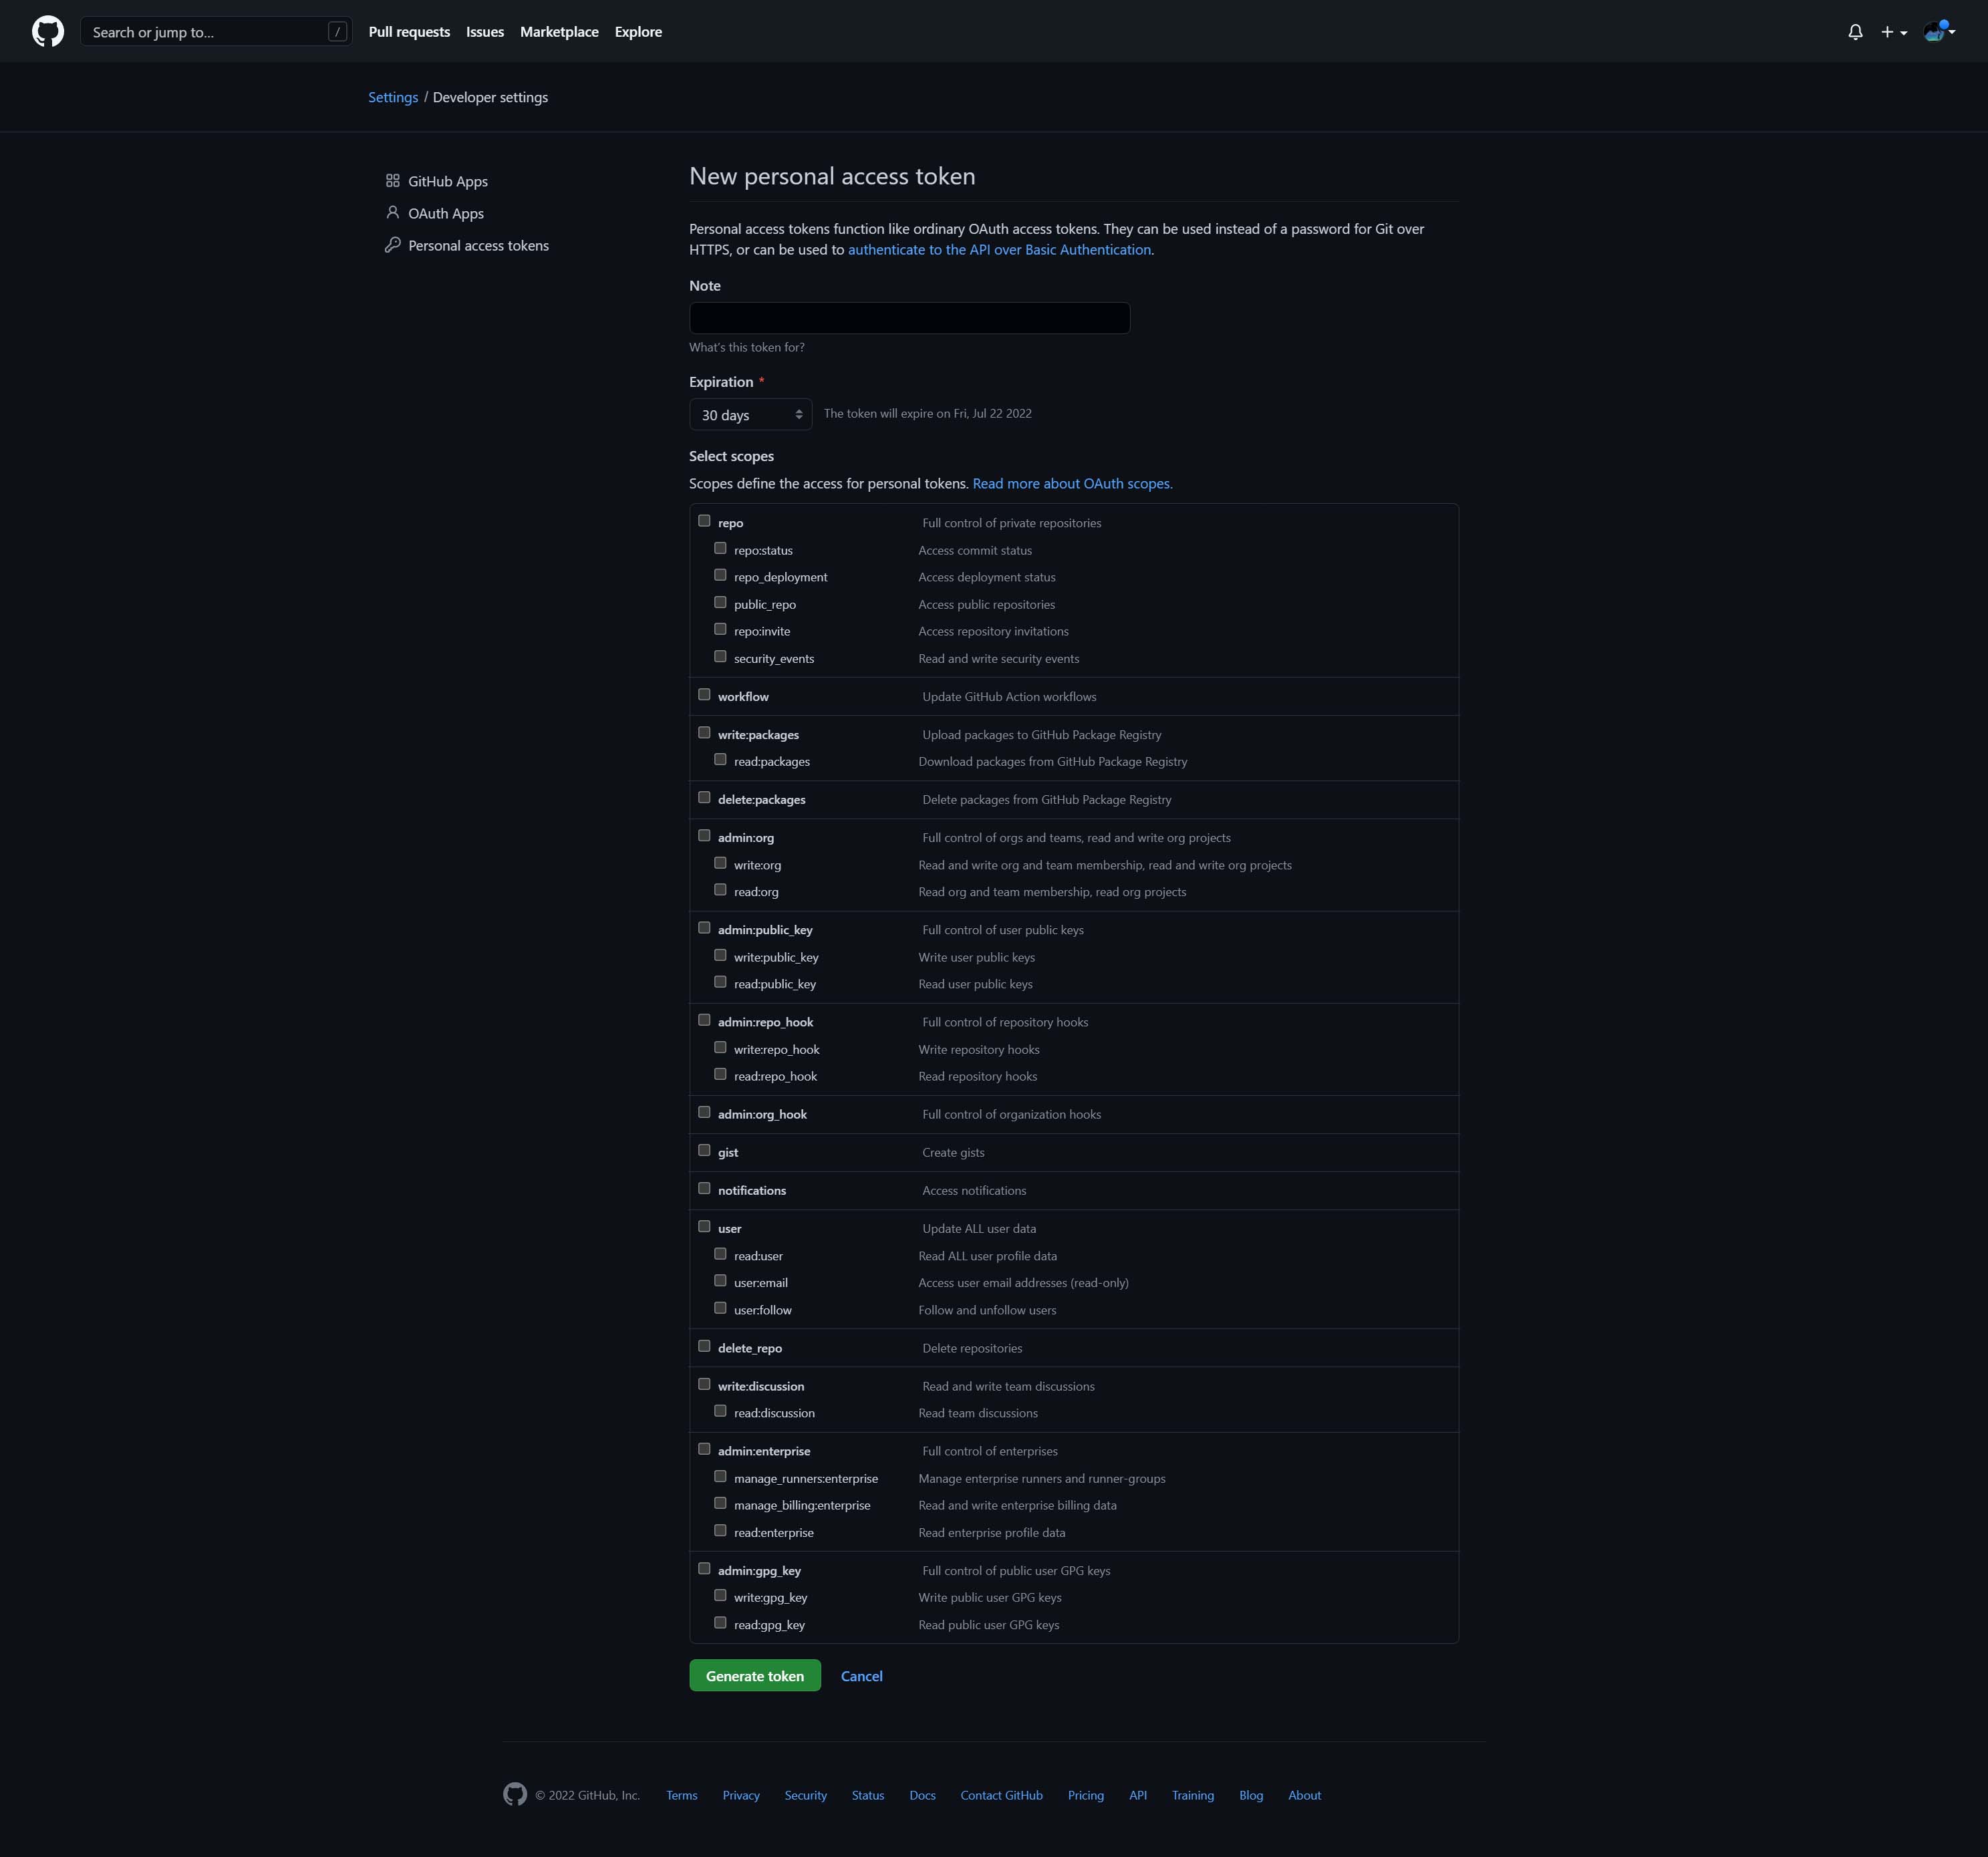 Search or jump to...
/
Pull requests
Issues
Marketplace
Explore
Settings / Developer settings
GitHub Apps
OAuth Apps
Personal access tokens
New personal access token
Personal access tokens function like ordinary OAuth access tokens. They can be used instead of a password for Git over
HTTPS, or can be used to authenticate to the API over Basic Authentication.
Note
What's this token for?
Expiration *
30 days
The token will expire on Fri, Jul 22 2022
Select scopes
Scopes define the access for personal tokens. Read more about OAuth scopes.
repo Full control of private repositories
repo:status Access commit status
repo_deployment Access deployment status
public_repo Access public repositories
repo:invite Access repository invitations
security_events Read and write security events
workflow Update GitHub Action workflows
write:packages Upload packages to GitHub Package Registry
read:packages Download packages from GitHub Package Registry
delete:packages Delete packages from GitHub Package Registry
admin:org Full control of orgs and teams, read and write org projects
write:org Read and write org and team membership, read and write org projects
read:org Read org and team membership, read org projects
admin:public_key Full control of user public keys
write:public_key Write user public keys
read:public_key Read user public keys
admin:repo_hook Full control of repository hooks
write:repo_hook Write repository hooks
read:repo_hook Read repository hooks
admin:org_hook Full control of organization hooks
gist Create gists
notifications Access notifications
user Update ALL user data
read:user Read ALL user profile data
user:email Access user email addresses (read-only)
user:follow Follow and unfollow users
delete_repo Delete repositories
write:discussion Read and write team discussions
read:discussion Read team discussions
admin:enterprise Full control of enterprises
manage_runners:enterprise Manage enterprise runners and runner-groups
manage_billing:enterprise Read and write enterprise billing data
read:enterprise Read enterprise profile data
admin:gpg_key Full control of public user GPG keys
write:gpg_key Write public user GPG keys
read:gpg_key Read public user GPG keys
Generate token
Cancel
© 2022 GitHub, Inc.
Terms
Privacy
Security
Status
Docs
Contact GitHub
Pricing
API
Training
Blog
About